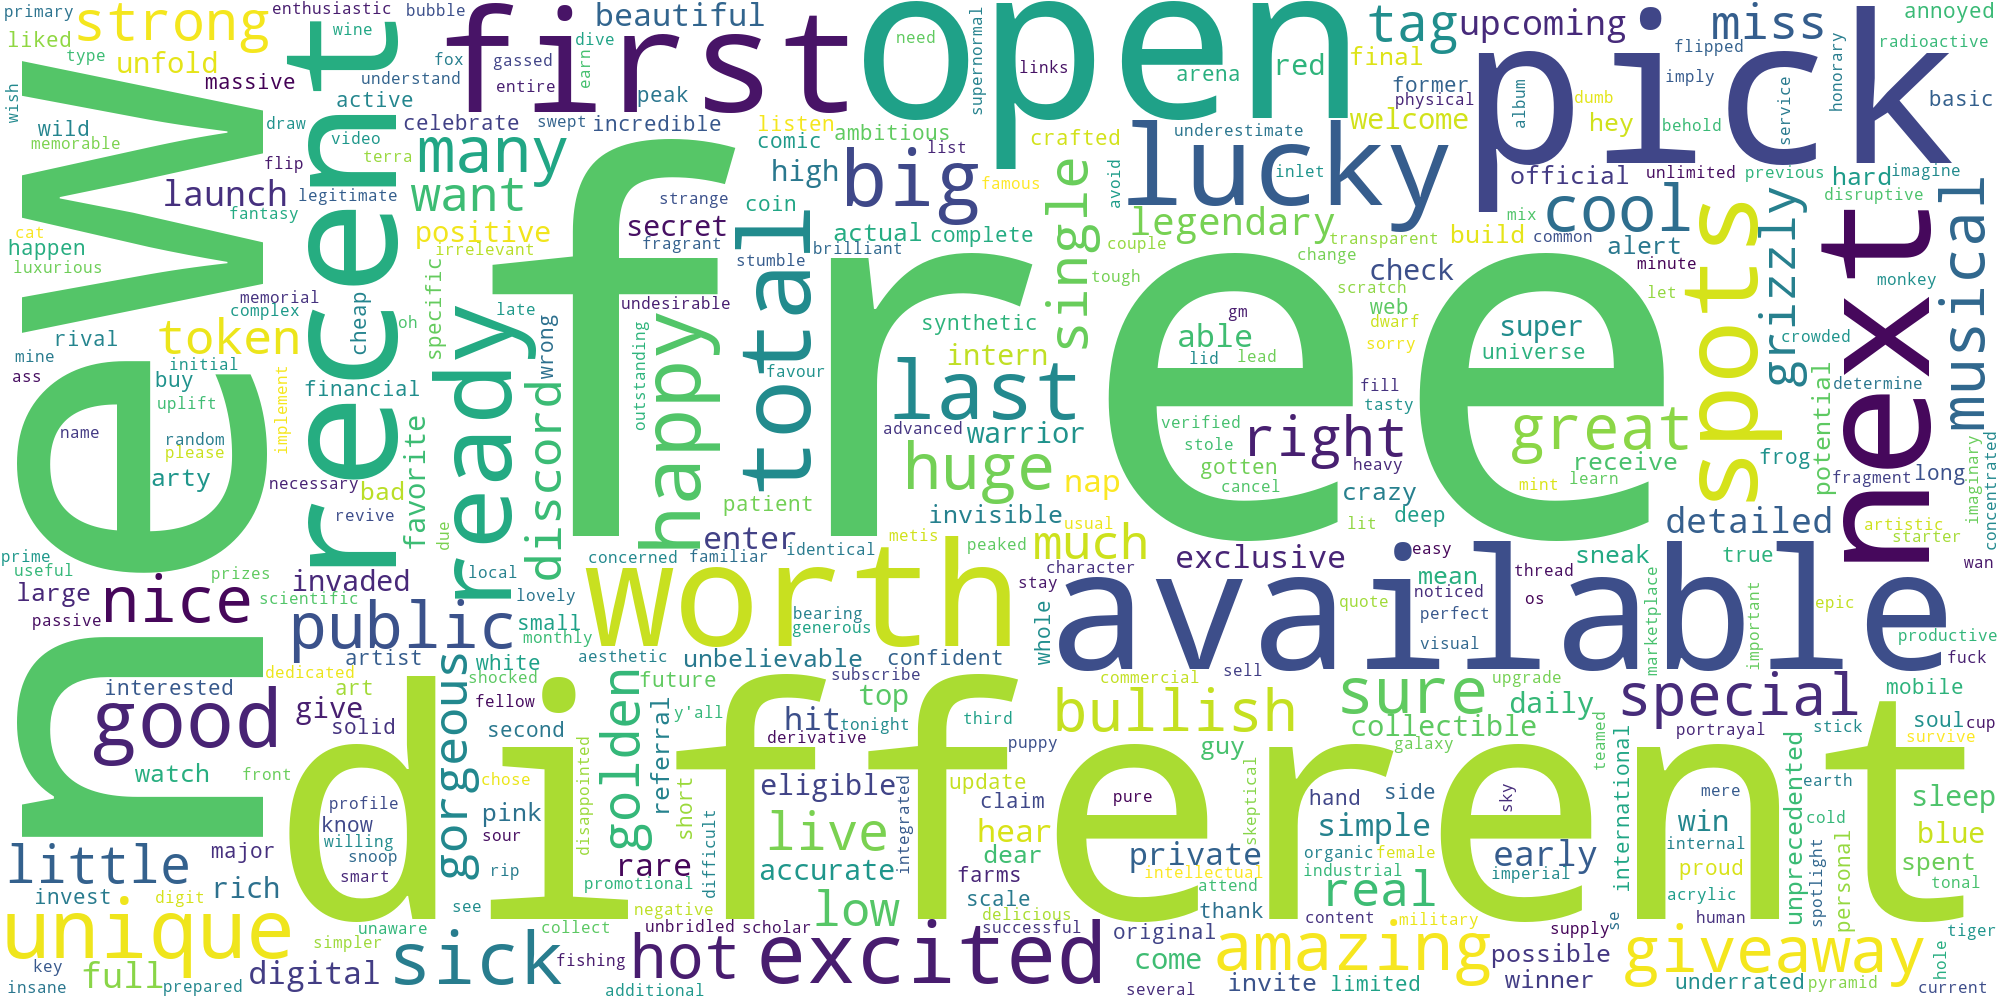 new
free
different
available
open
pick
first
recent
next
worth
lucky
total
ready
spots
happy
last
big
many
strong
unique
excited
sick
hot
good
nice
little
public
bullish
special
sure
great
huge
right
cool
musical
grizzly
single
gorgeous
golden
amazing
giveaway
real
live
low
much
want
token
discord
tag
miss
beautiful
legendary
launch
positive
primary
enthusiastic
bubble
liked
type
wine
unfold
massive
fox
dive
understand
gassed
entire
earn
need
links
supernormal
arena
red
upcoming
final
former
physical
flipped
imply
annoyed
radioactive
honorary
basic
service
album
dumb
hey
behold
welcome
wish
wild
memorable
draw
active
video
terra
flip
legitimate
fantasy
celebrate
swept
peak
incredible
listen
comic
high
ambitious
list
famous
crafted
underestimate
avoid
inlet
official
unlimited
previous
imagine
hard
disruptive
cat
happen
luxurious
secret
strange
fragrant
coin
irrelevant
specific
stumble
actual
brilliant
complete
couple
transparent
change
tough
check
scratch
web
dwarf
sorry
build
common
mix
alert
minute
let
monkey
crowded
memorial
complex
cheap
oh
late
wrong
undesirable
outstanding
synthetic
gm
able
lid
lead
super
universe
rival
mine
ass
initial
buy
uplift
financial
implement
favour
intern
fill
tasty
determine
potential
name
random
please
arty
favorite
advanced
warrior
verified
stole
gotten
cancel
heavy
receive
learn
mint
frog
fragment
long
imaginary
concentrated
necessary
bad
revive
due
patient
nap
invisible
usual
crazy
lit
deep
detailed
artistic
starter
enter
metis
peaked
concerned
familiar
identical
exclusive
easy
sneak
true
wan
prime
useful
prizes
scientific
invaded
local
lovely
character
stay
mean
noticed
thread
os
large
passive
small
monthly
bearing
generous
whole
quote
perfect
visual
marketplace
important
epic
productive
fuck
artist
white
aesthetic
unbelievable
confident
dedicated
shocked
subscribe
commercial
sell
upgrade
interested
art
give
fellow
future
top
daily
mobile
solid
second
y'all
hit
tonight
third
collectible
portrayal
stick
soul
cup
survive
watch
front
derivative
puppy
guy
galaxy
teamed
international
unprecedented
earth
chose
referral
short
eligible
update
skeptical
pure
hand
side
sky
mere
sleep
profile
know
pink
sour
disappointed
integrated
claim
hear
simple
win
cold
blue
willing
snoop
smart
major
rip
rare
difficult
accurate
dear
private
organic
female
early
internal
proud
personal
spent
invest
digit
rich
promotional
farms
intellectual
industrial
imperial
attend
tonal
see
negative
scale
delicious
thank
acrylic
spotlight
unaware
simpler
collect
unbridled
scholar
successful
original
content
military
supply
se
human
tiger
insane
key
full
prepared
digital
fishing
additional
come
several
invite
limited
possible
winner
underrated
pyramid
hole
current